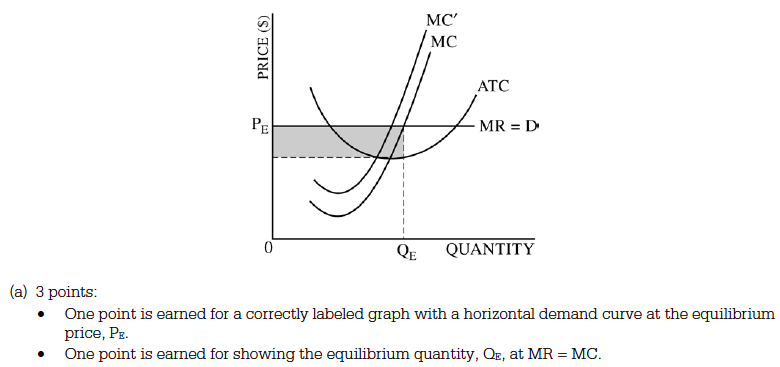 PRICE ($)
MC′
MC
ATC
PE
MR = D
0
QE
QUANTITY
(a) 3 points:
• One point is earned for a correctly labeled graph with a horizontal demand curve at the equilibrium
price, PE.
• One point is earned for showing the equilibrium quantity, QE, at MR = MC.